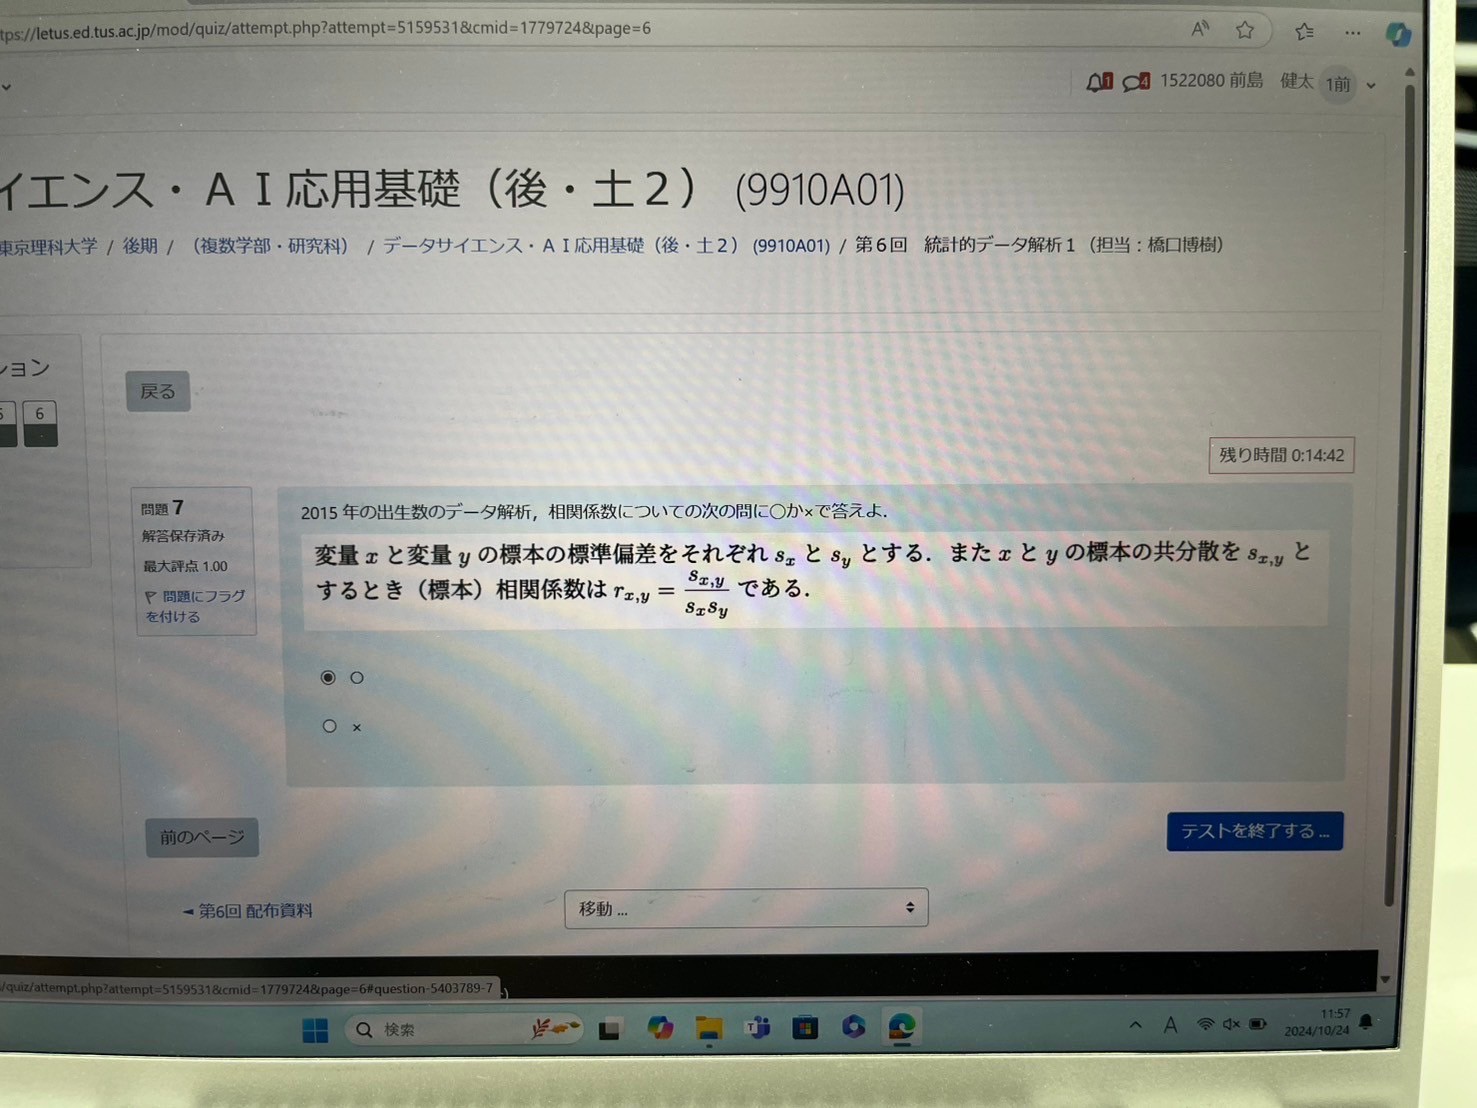 tps://letus.ed.tus.ac.jp/mod/quiz/attempt.php?attempt=5159531&cmid=1779724&page=6
1 4 1522080 前島 健太 1前
イエンス・ＡＩ応用基礎（後・土２） (9910A01)
東京理科大学 / 後期 / （複数学部・研究科） / データサイエンス・ＡＩ応用基礎（後・土２） (9910A01) / 第６回 統計的データ解析１（担当：橋口博樹）
ション
5 6
戻る
残り時間 0:14:42
問題 7
解答保存済み
最大評点 1.00
問題にフラグ
を付ける
2015 年の出生数のデータ解析，相関係数についての次の問に○か×で答えよ．
変量 x と変量 y の標本の標準偏差をそれぞれ s_x と s_y とする．また x と y の標本の共分散を s_{x,y} と
するとき（標本）相関係数は r_{x,y} = \frac{s_{x,y}}{s_x s_y} である．
○
×
前のページ
テストを終了する ...
◄ 第6回 配布資料
移動 ...
/quiz/attempt.php?attempt=5159531&cmid=1779724&page=6#question-5403789-7
検索
A
11:57
2024/10/24